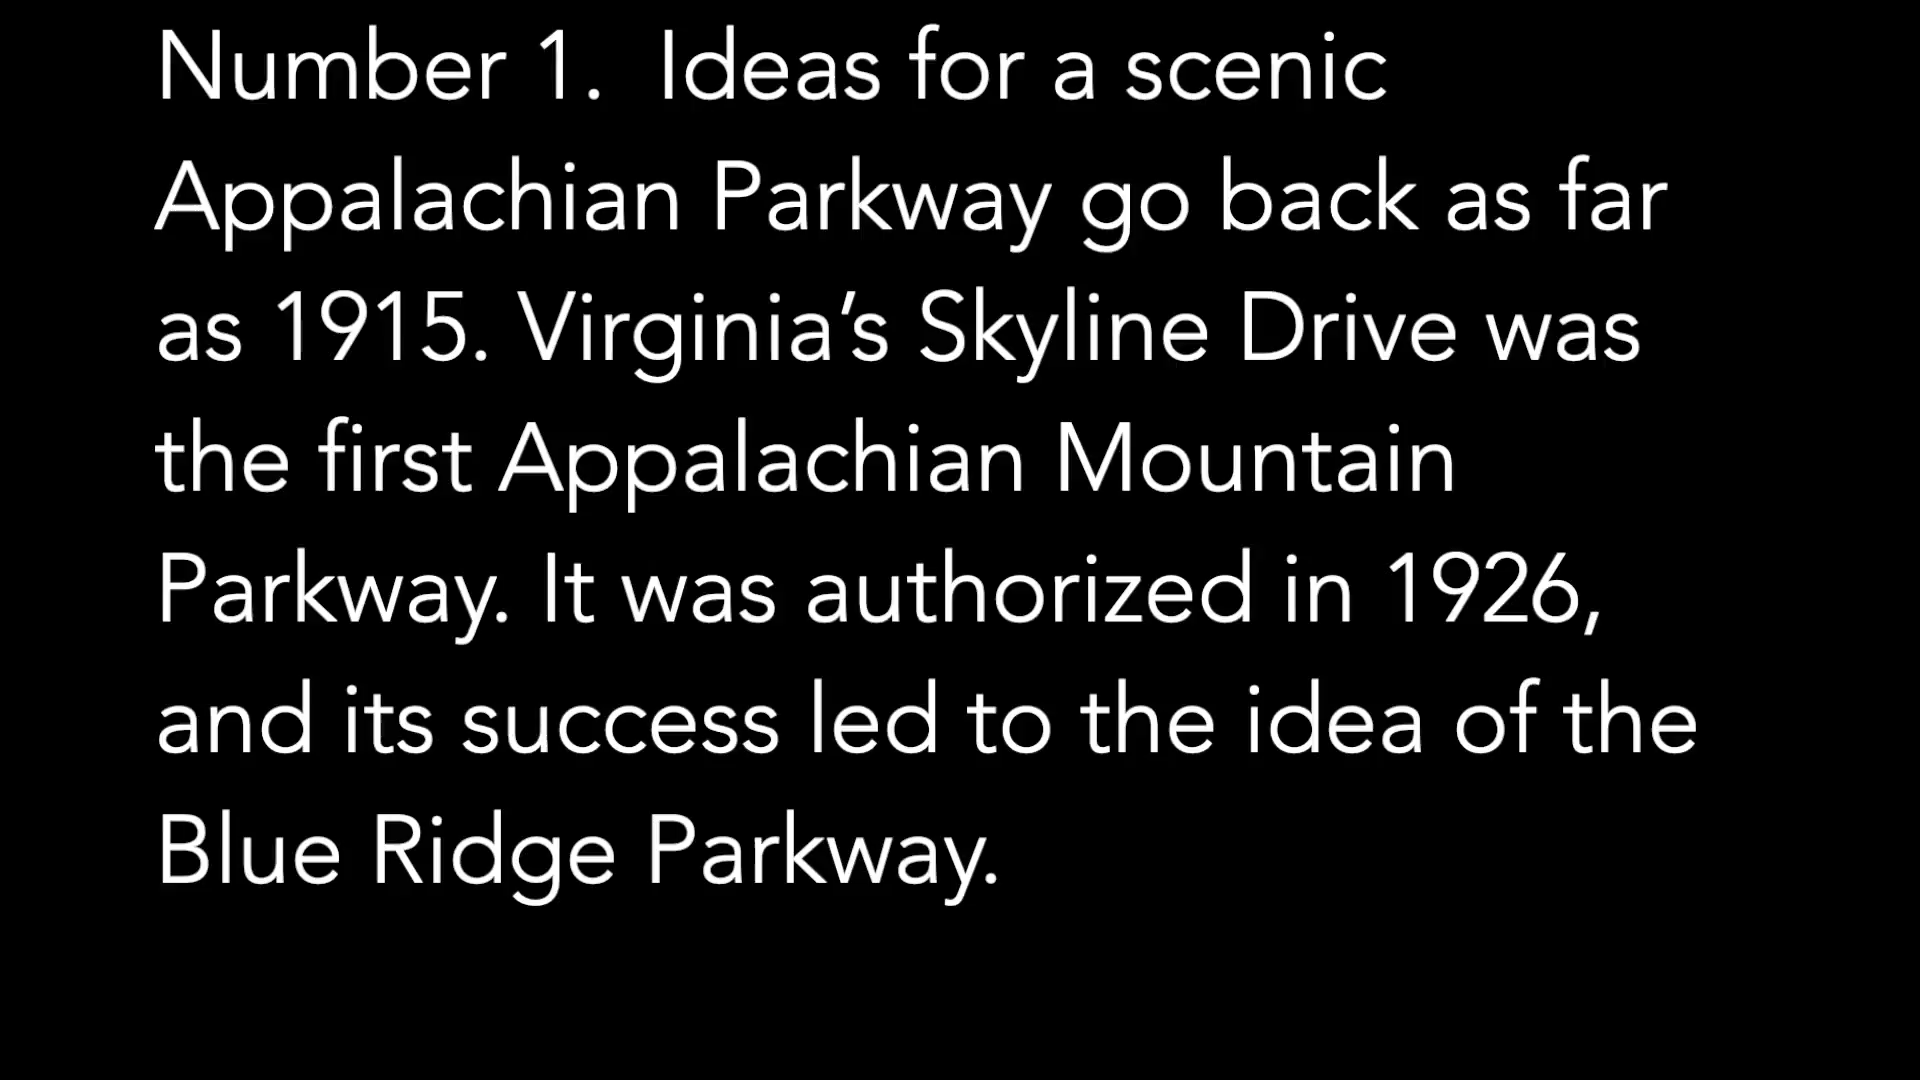 Number 1.  Ideas for a scenic
Appalachian Parkway go back as far
as 1915. Virginia’s Skyline Drive was
the first Appalachian Mountain
Parkway. It was authorized in 1926,
and its success led to the idea of the
Blue Ridge Parkway.